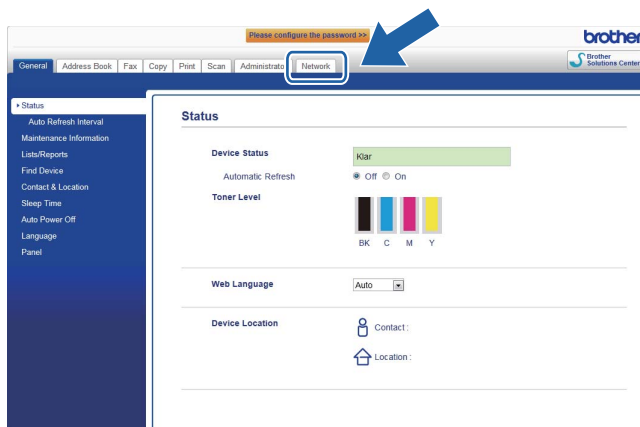 Please configure the password >>
brother
General Address Book Fax Copy Print Scan Administrator Network
Brother
Solutions Center
Status
Auto Refresh Interval
Maintenance Information
Lists/Reports
Find Device
Contact & Location
Sleep Time
Auto Power Off
Language
Panel
Status
Device Status Klar
Automatic Refresh Off On
Toner Level
BK C M Y
Web Language Auto
Device Location Contact :
Location :